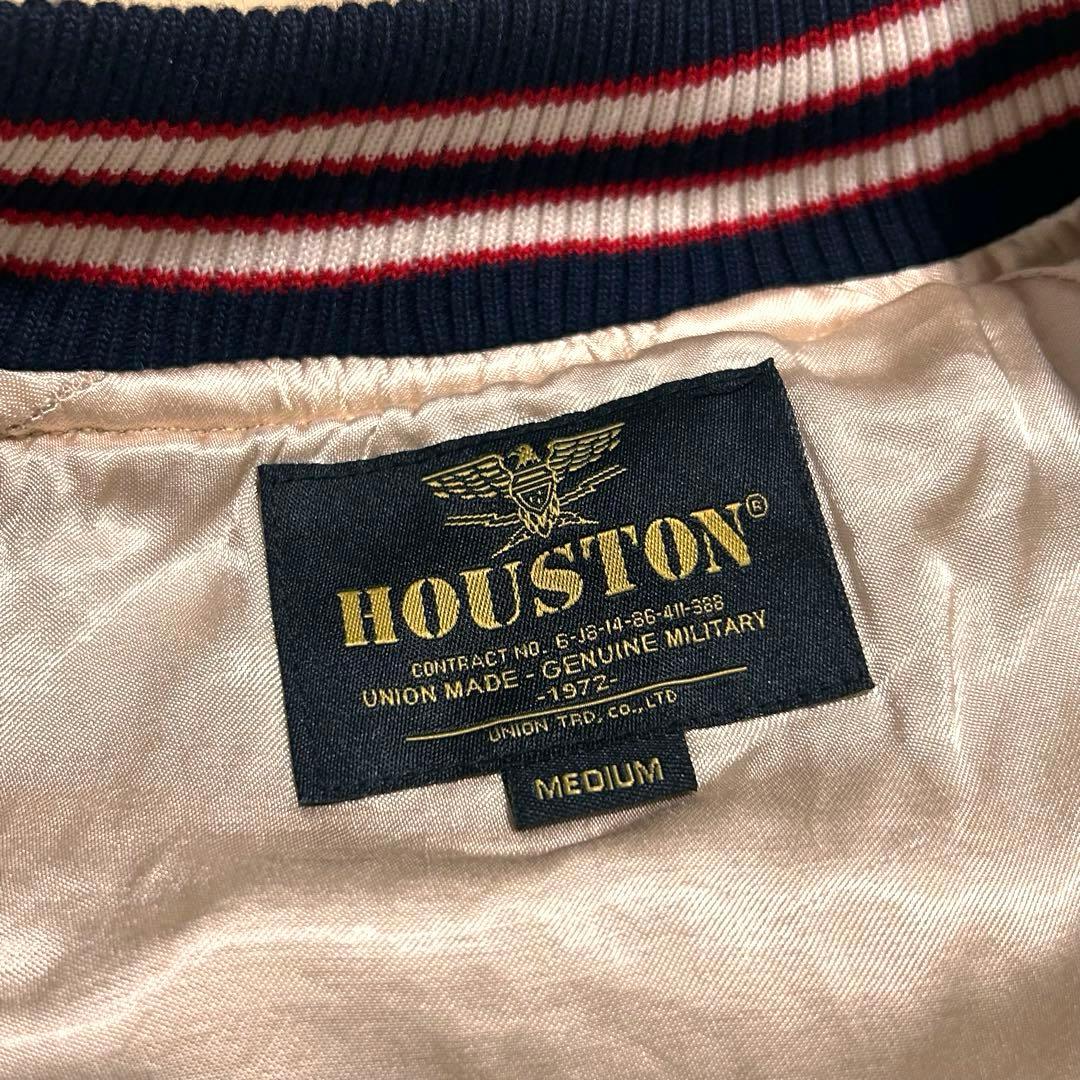 HOUSTON®
CONTRACT NO. 6-J8-14-86-411-388
UNION MADE - GENUINE MILITARY
-1972-
UNION TRD. CO.,LTD
MEDIUM